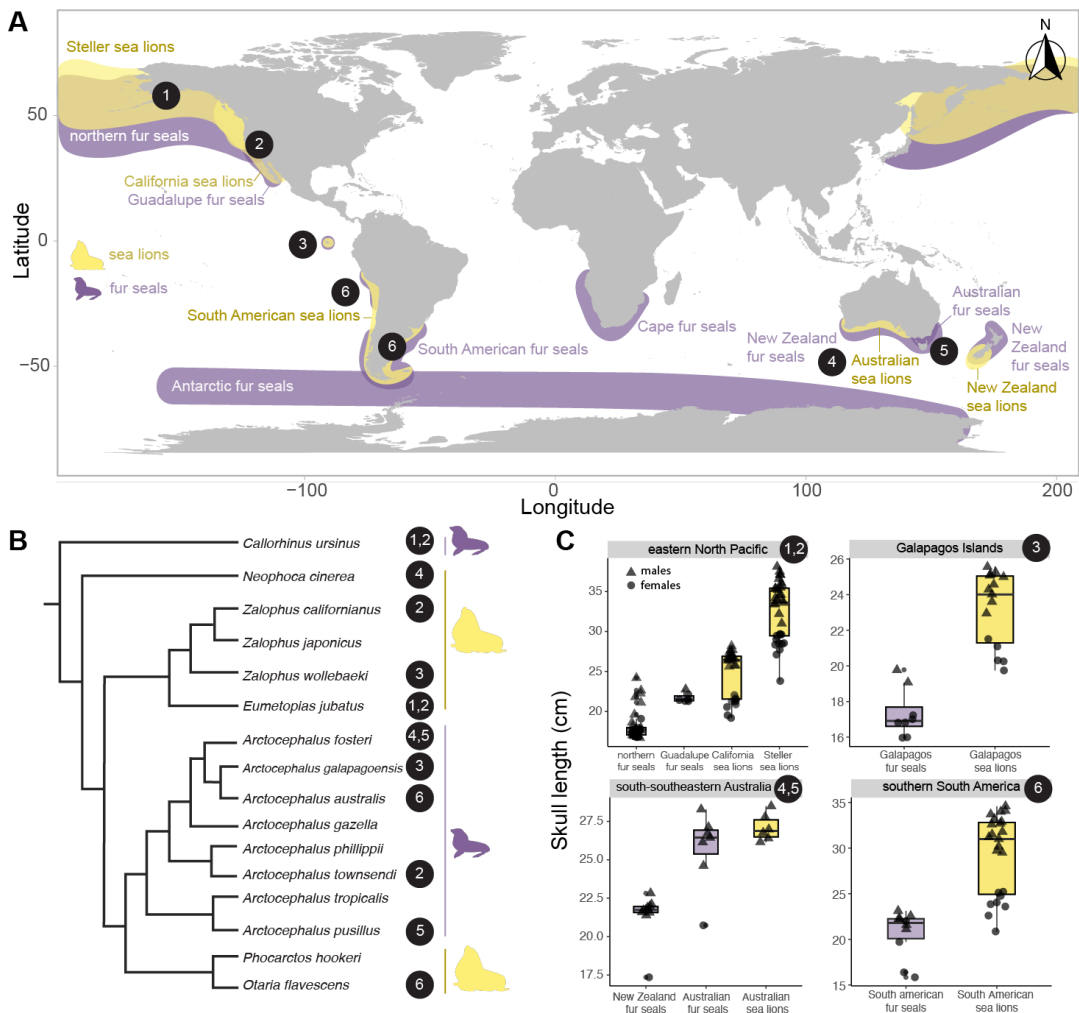 A
N
Steller sea lions
1
50
northern fur seals
2
California sea lions
Guadalupe fur seals
Latitude
0
3
sea lions
fur seals
6
South American sea lions
6
South American fur seals
Cape fur seals
Australian
fur seals
New Zealand
fur seals
4
Australian
sea lions
5
New
Zealand
fur seals
New Zealand
sea lions
−50
Antarctic fur seals
−100
0
100
200
Longitude
B
Callorhinus ursinus
1,2
Neophoca cinerea
4
Zalophus californianus
2
Zalophus japonicus
Zalophus wollebaeki
3
Eumetopias jubatus
1,2
Arctocephalus fosteri
4,5
Arctocephalus galapagoensis
3
Arctocephalus australis
6
Arctocephalus gazella
Arctocephalus phillippii
Arctocephalus townsendi
2
Arctocephalus tropicalis
Arctocephalus pusillus
5
Phocarctos hookeri
Otaria flavescens
6
C
Skull length (cm)
eastern North Pacific
1,2
males
females
35
30
25
20
northern
fur seals
Guadalupe
fur seals
California
sea lions
Steller
sea lions
Galapagos Islands
3
26
24
22
20
18
16
Galapagos
fur seals
Galapagos
sea lions
south-southeastern Australia
4,5
27.5
25.0
22.5
20.0
17.5
New Zealand
fur seals
Australian
fur seals
Australian
sea lions
southern South America
6
35
30
25
20
15
South american
fur seals
South American
sea lions